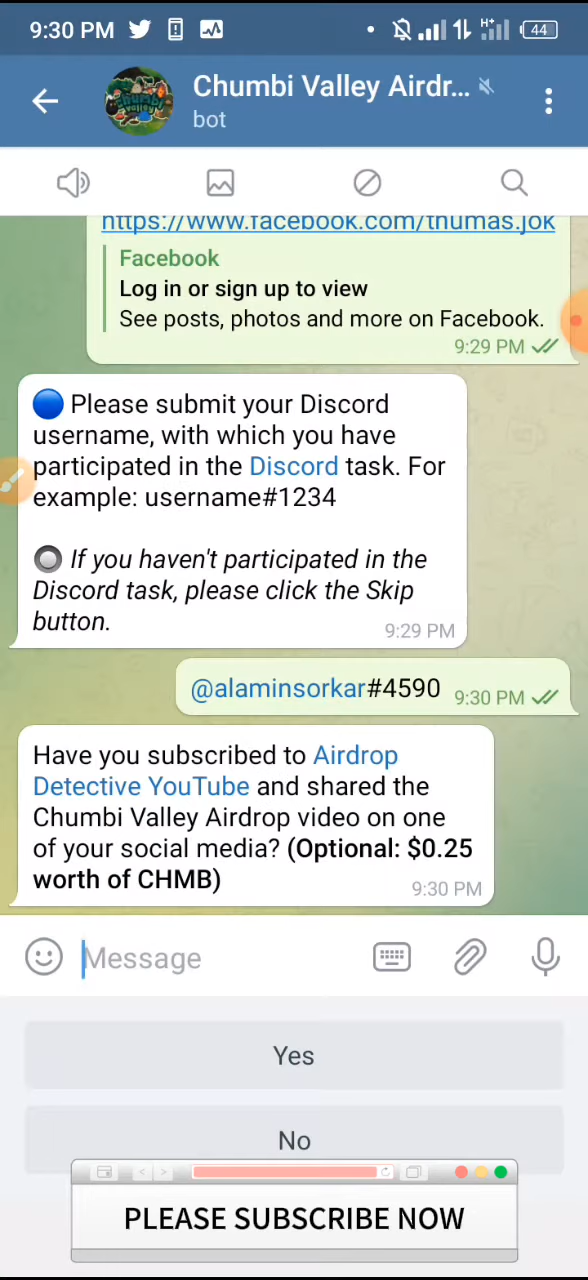 9:30 PM
H+
44
Chumbi Valley Airdr...
bot
https://www.facebook.com/thumas.jok
Facebook
Log in or sign up to view
See posts, photos and more on Facebook.
9:29 PM
Please submit your Discord
username, with which you have
participated in the Discord task. For
example: username#1234
If you haven't participated in the
Discord task, please click the Skip
button.
9:29 PM
@alaminsorkar#4590
9:30 PM
Have you subscribed to Airdrop
Detective YouTube and shared the
Chumbi Valley Airdrop video on one
of your social media? (Optional: $0.25
worth of CHMB)
9:30 PM
Message
Yes
No
PLEASE SUBSCRIBE NOW